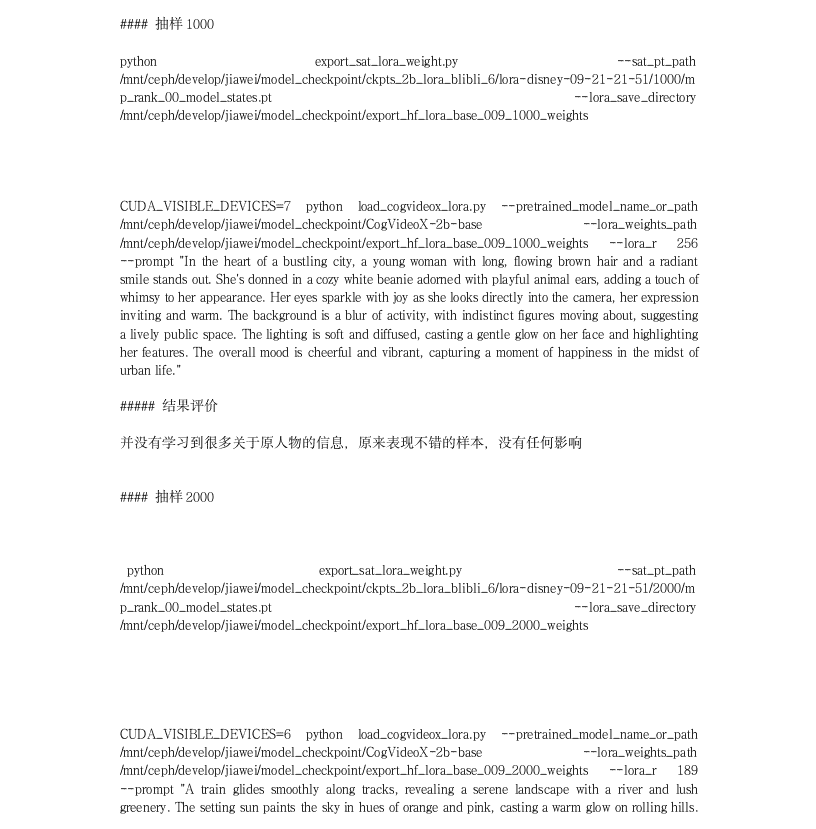 #### 抽样 1000
python export_sat_lora_weight.py --sat_pt_path
/mnt/ceph/develop/jiawei/model_checkpoint/ckpts_2b_lora_blibli_6/lora-disney-09-21-21-51/1000/m
p_rank_00_model_states.pt --lora_save_directory
/mnt/ceph/develop/jiawei/model_checkpoint/export_hf_lora_base_009_1000_weights
CUDA_VISIBLE_DEVICES=7 python load_cogvideox_lora.py --pretrained_model_name_or_path
/mnt/ceph/develop/jiawei/model_checkpoint/CogVideoX-2b-base --lora_weights_path
/mnt/ceph/develop/jiawei/model_checkpoint/export_hf_lora_base_009_1000_weights --lora_r 256
--prompt "In the heart of a bustling city, a young woman with long, flowing brown hair and a radiant
smile stands out. She's donned in a cozy white beanie adorned with playful animal ears, adding a touch of
whimsy to her appearance. Her eyes sparkle with joy as she looks directly into the camera, her expression
inviting and warm. The background is a blur of activity, with indistinct figures moving about, suggesting
a lively public space. The lighting is soft and diffused, casting a gentle glow on her face and highlighting
her features. The overall mood is cheerful and vibrant, capturing a moment of happiness in the midst of
urban life."
##### 结果评价
并没有学习到很多关于原人物的信息，原来表现不错的样本，没有任何影响
#### 抽样 2000
python export_sat_lora_weight.py --sat_pt_path
/mnt/ceph/develop/jiawei/model_checkpoint/ckpts_2b_lora_blibli_6/lora-disney-09-21-21-51/2000/m
p_rank_00_model_states.pt --lora_save_directory
/mnt/ceph/develop/jiawei/model_checkpoint/export_hf_lora_base_009_2000_weights
CUDA_VISIBLE_DEVICES=6 python load_cogvideox_lora.py --pretrained_model_name_or_path
/mnt/ceph/develop/jiawei/model_checkpoint/CogVideoX-2b-base --lora_weights_path
/mnt/ceph/develop/jiawei/model_checkpoint/export_hf_lora_base_009_2000_weights --lora_r 189
--prompt "A train glides smoothly along tracks, revealing a serene landscape with a river and lush
greenery. The setting sun paints the sky in hues of orange and pink, casting a warm glow on rolling hills.